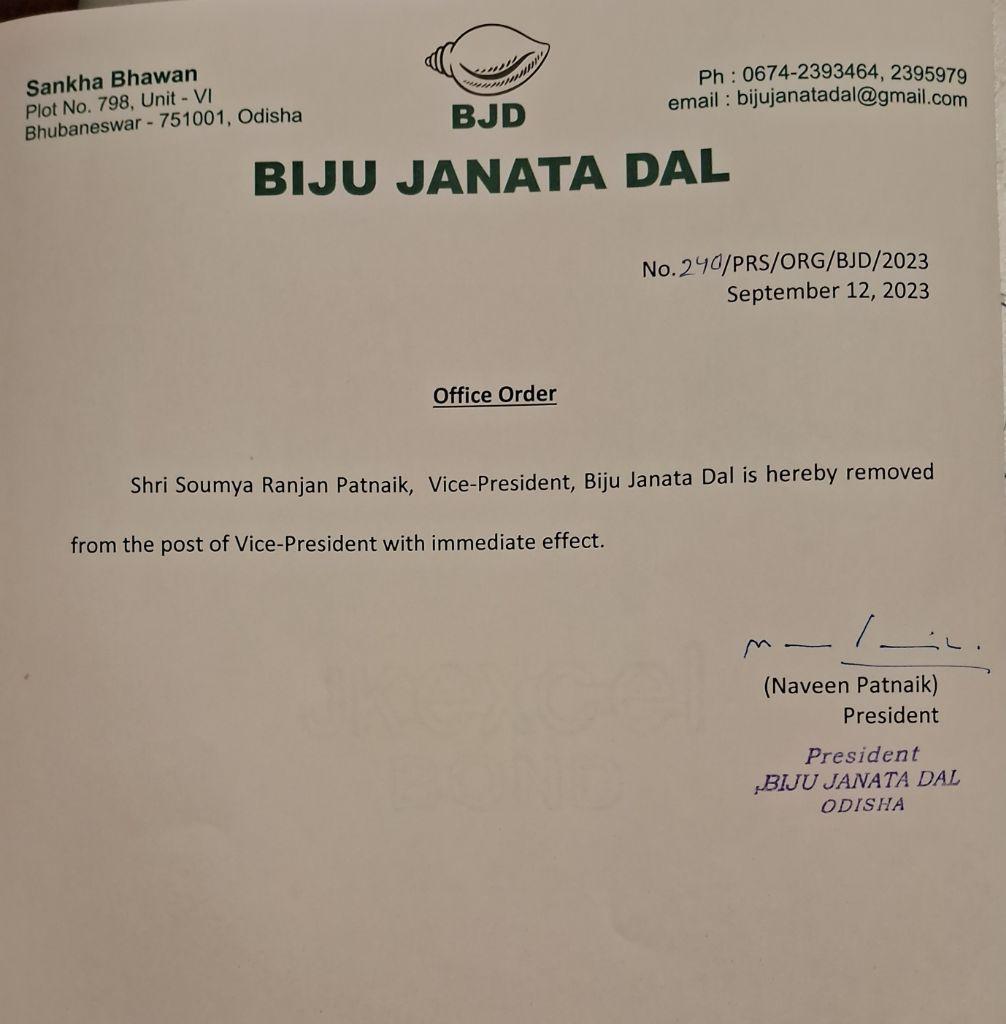 Sankha Bhawan
Plot No. 798, Unit - VI
Bhubaneswar - 751001, Odisha
BJD
Ph : 0674-2393464, 2395979
email : bijujanatadal@gmail.com
BIJU JANATA DAL
No.240/PRS/ORG/BJD/2023
September 12, 2023
Office Order
Shri Soumya Ranjan Patnaik, Vice-President, Biju Janata Dal is hereby removed
from the post of Vice-President with immediate effect.
(Naveen Patnaik)
President
President
BIJU JANATA DAL
ODISHA